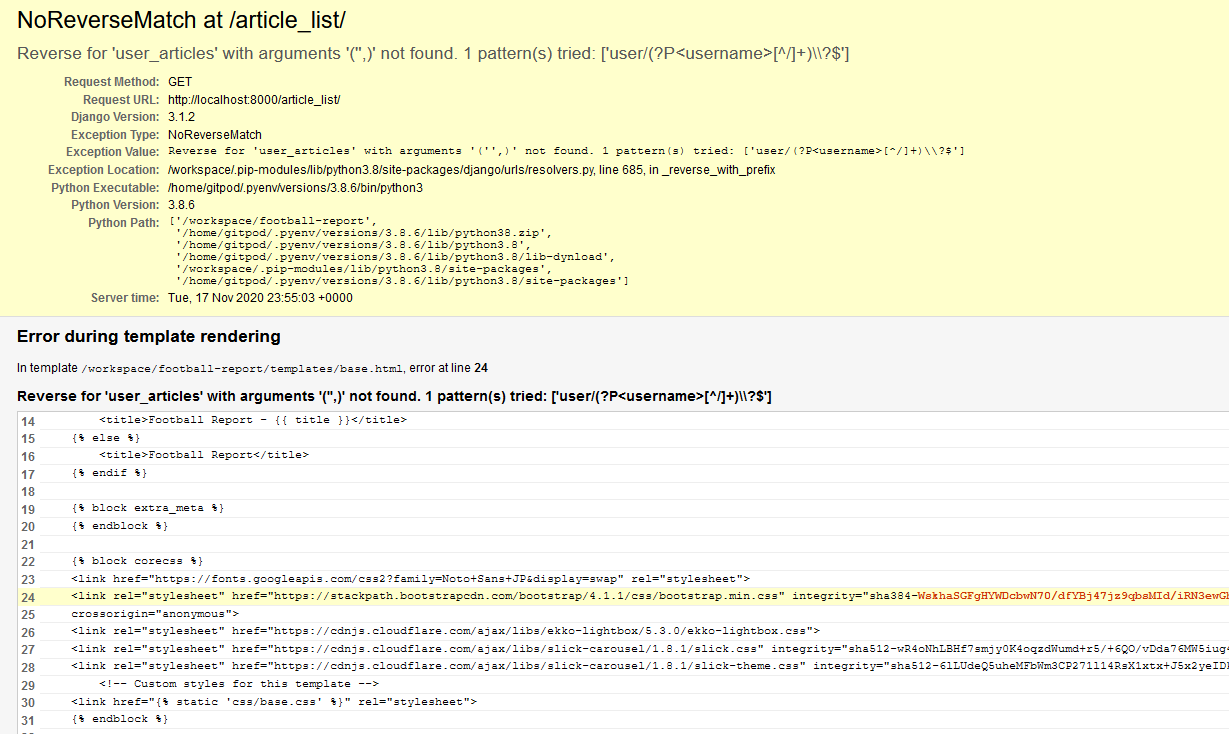 NoReverseMatch at /article_list/
Reverse for 'user_articles' with arguments '('',)' not found. 1 pattern(s) tried: ['user/(?P<username>[^/]+)\\?$']
Request Method: GET
Request URL: http://localhost:8000/article_list/
Django Version: 3.1.2
Exception Type: NoReverseMatch
Exception Value: Reverse for 'user_articles' with arguments '('',)' not found. 1 pattern(s) tried: ['user/(?P<username>[^/]+)\\?$']
Exception Location: /workspace/.pip-modules/lib/python3.8/site-packages/django/urls/resolvers.py, line 685, in _reverse_with_prefix
Python Executable: /home/gitpod/.pyenv/versions/3.8.6/bin/python3
Python Version: 3.8.6
Python Path: ['/workspace/football-report',
'/home/gitpod/.pyenv/versions/3.8.6/lib/python38.zip',
'/home/gitpod/.pyenv/versions/3.8.6/lib/python3.8',
'/home/gitpod/.pyenv/versions/3.8.6/lib/python3.8/lib-dynload',
'/workspace/.pip-modules/lib/python3.8/site-packages',
'/home/gitpod/.pyenv/versions/3.8.6/lib/python3.8/site-packages']
Server time: Tue, 17 Nov 2020 23:55:03 +0000
Error during template rendering
In template /workspace/football-report/templates/base.html, error at line 24
Reverse for 'user_articles' with arguments '('',)' not found. 1 pattern(s) tried: ['user/(?P<username>[^/]+)\\?$']
14 <title>Football Report - {{ title }}</title>
15 {% else %}
16 <title>Football Report</title>
17 {% endif %}
18
19 {% block extra_meta %}
20 {% endblock %}
21
22 {% block corecss %}
23 <link href="https://fonts.googleapis.com/css2?family=Noto+Sans+JP&display=swap" rel="stylesheet">
24 <link rel="stylesheet" href="https://stackpath.bootstrapcdn.com/bootstrap/4.1.1/css/bootstrap.min.css" integrity="sha384-WskhaSGFgHYWDcbwN70/dfYBj47jz9qbsMId/iRN3ewGh
25 crossorigin="anonymous">
26 <link rel="stylesheet" href="https://cdnjs.cloudflare.com/ajax/libs/ekko-lightbox/5.3.0/ekko-lightbox.css">
27 <link rel="stylesheet" href="https://cdnjs.cloudflare.com/ajax/libs/slick-carousel/1.8.1/slick.css" integrity="sha512-wR4oNhLBHf7smjy0K4oqzdWumd+r5/+6QO/vDda76MW5iug4
28 <link rel="stylesheet" href="https://cdnjs.cloudflare.com/ajax/libs/slick-carousel/1.8.1/slick-theme.css" integrity="sha512-6lLUdeQ5uheMFbWm3CP271l14RsX1xtx+J5x2yeIDk
29 <!-- Custom styles for this template -->
30 <link href="{% static 'css/base.css' %}" rel="stylesheet">
31 {% endblock %}